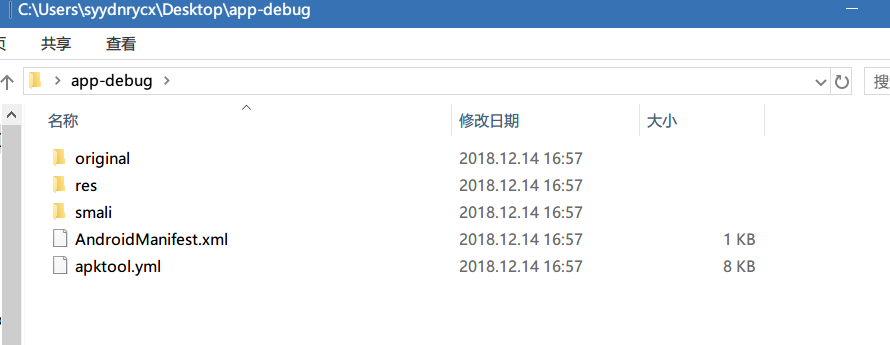 C:\Users\syydnrycx\Desktop\app-debug
共享 查看
app-debug
名称 修改日期 大小
original 2018.12.14 16:57
res 2018.12.14 16:57
smali 2018.12.14 16:57
AndroidManifest.xml 2018.12.14 16:57 1 KB
apktool.yml 2018.12.14 16:57 8 KB